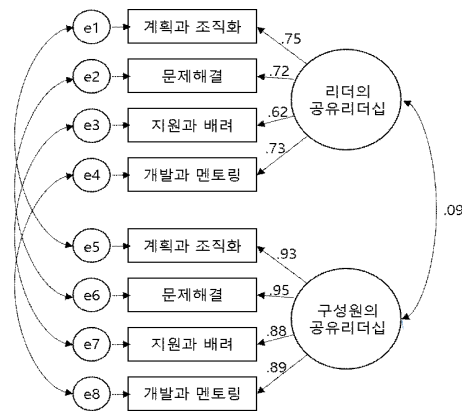 e1
계획과 조직화
.75
e2
문제해결
.72
리더의
공유리더십
e3
지원과 배려
.62
e4
개발과 멘토링
.73
.09
e5
계획과 조직화
.93
e6
문제해결
.95
구성원의
공유리더십
e7
지원과 배려
.88
e8
개발과 멘토링
.89